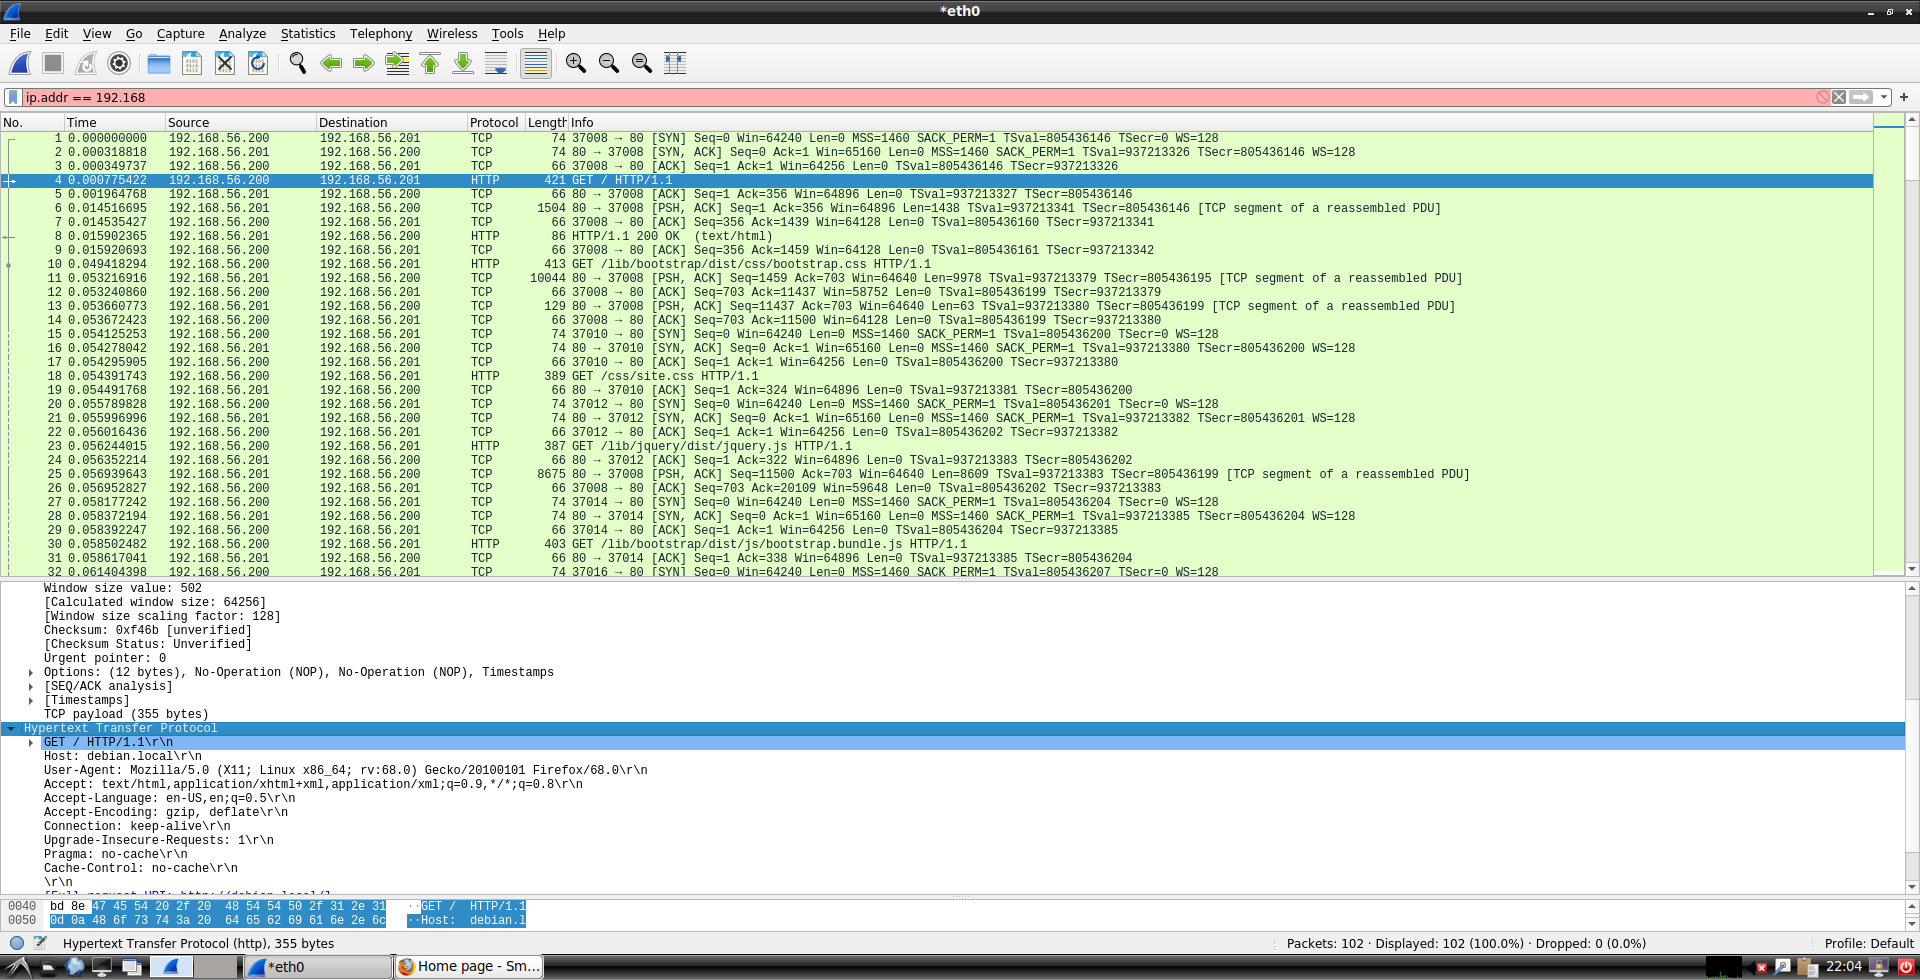 *eth0
File Edit View Go Capture Analyze Statistics Telephony Wireless Tools Help
ip.addr == 192.168
No. Time Source Destination Protocol Length Info
1 0.000000000 192.168.56.200 192.168.56.201 TCP 74 37008 → 80 [SYN] Seq=0 Win=64240 Len=0 MSS=1460 SACK_PERM=1 TSval=805436146 TSecr=0 WS=128
2 0.000318818 192.168.56.201 192.168.56.200 TCP 74 80 → 37008 [SYN, ACK] Seq=0 Ack=1 Win=65160 Len=0 MSS=1460 SACK_PERM=1 TSval=937213326 TSecr=805436146 WS=128
3 0.000349737 192.168.56.200 192.168.56.201 TCP 66 37008 → 80 [ACK] Seq=1 Ack=1 Win=64256 Len=0 TSval=805436146 TSecr=937213326
4 0.000775422 192.168.56.200 192.168.56.201 HTTP 421 GET / HTTP/1.1
5 0.001964768 192.168.56.201 192.168.56.200 TCP 66 80 → 37008 [ACK] Seq=1 Ack=356 Win=64896 Len=0 TSval=937213327 TSecr=805436146
6 0.014516695 192.168.56.201 192.168.56.200 TCP 1504 80 → 37008 [PSH, ACK] Seq=1 Ack=356 Win=64896 Len=1438 TSval=937213341 TSecr=805436146 [TCP segment of a reassembled PDU]
7 0.014535427 192.168.56.200 192.168.56.201 TCP 66 37008 → 80 [ACK] Seq=356 Ack=1439 Win=64128 Len=0 TSval=805436160 TSecr=937213341
8 0.015902365 192.168.56.201 192.168.56.200 HTTP 86 HTTP/1.1 200 OK (text/html)
9 0.015920693 192.168.56.200 192.168.56.201 TCP 66 37008 → 80 [ACK] Seq=356 Ack=1459 Win=64128 Len=0 TSval=805436161 TSecr=937213342
10 0.049418294 192.168.56.200 192.168.56.201 HTTP 413 GET /lib/bootstrap/dist/css/bootstrap.css HTTP/1.1
11 0.053216916 192.168.56.201 192.168.56.200 TCP 10044 80 → 37008 [PSH, ACK] Seq=1459 Ack=703 Win=64640 Len=9978 TSval=937213379 TSecr=805436195 [TCP segment of a reassembled PDU]
12 0.053240860 192.168.56.200 192.168.56.201 TCP 66 37008 → 80 [ACK] Seq=703 Ack=11437 Win=58752 Len=0 TSval=805436199 TSecr=937213379
13 0.053660773 192.168.56.201 192.168.56.200 TCP 129 80 → 37008 [PSH, ACK] Seq=11437 Ack=703 Win=64640 Len=63 TSval=937213380 TSecr=805436199 [TCP segment of a reassembled PDU]
14 0.053672423 192.168.56.200 192.168.56.201 TCP 66 37008 → 80 [ACK] Seq=703 Ack=11500 Win=64128 Len=0 TSval=805436199 TSecr=937213380
15 0.054125253 192.168.56.200 192.168.56.201 TCP 74 37010 → 80 [SYN] Seq=0 Win=64240 Len=0 MSS=1460 SACK_PERM=1 TSval=805436200 TSecr=0 WS=128
16 0.054278042 192.168.56.201 192.168.56.200 TCP 74 80 → 37010 [SYN, ACK] Seq=0 Ack=1 Win=65160 Len=0 MSS=1460 SACK_PERM=1 TSval=937213380 TSecr=805436200 WS=128
17 0.054295905 192.168.56.200 192.168.56.201 TCP 66 37010 → 80 [ACK] Seq=1 Ack=1 Win=64256 Len=0 TSval=805436200 TSecr=937213380
18 0.054391743 192.168.56.200 192.168.56.201 HTTP 389 GET /css/site.css HTTP/1.1
19 0.054491768 192.168.56.201 192.168.56.200 TCP 66 80 → 37010 [ACK] Seq=1 Ack=324 Win=64896 Len=0 TSval=937213381 TSecr=805436200
20 0.055789828 192.168.56.200 192.168.56.201 TCP 74 37012 → 80 [SYN] Seq=0 Win=64240 Len=0 MSS=1460 SACK_PERM=1 TSval=805436201 TSecr=0 WS=128
21 0.055996996 192.168.56.201 192.168.56.200 TCP 74 80 → 37012 [SYN, ACK] Seq=0 Ack=1 Win=65160 Len=0 MSS=1460 SACK_PERM=1 TSval=937213382 TSecr=805436201 WS=128
22 0.056016436 192.168.56.200 192.168.56.201 TCP 66 37012 → 80 [ACK] Seq=1 Ack=1 Win=64256 Len=0 TSval=805436202 TSecr=937213382
23 0.056244015 192.168.56.200 192.168.56.201 HTTP 387 GET /lib/jquery/dist/jquery.js HTTP/1.1
24 0.056352214 192.168.56.201 192.168.56.200 TCP 66 80 → 37012 [ACK] Seq=1 Ack=322 Win=64896 Len=0 TSval=937213383 TSecr=805436202
25 0.056939643 192.168.56.201 192.168.56.200 TCP 8675 80 → 37008 [PSH, ACK] Seq=11500 Ack=703 Win=64640 Len=8609 TSval=937213383 TSecr=805436199 [TCP segment of a reassembled PDU]
26 0.056952827 192.168.56.200 192.168.56.201 TCP 66 37008 → 80 [ACK] Seq=703 Ack=20109 Win=59648 Len=0 TSval=805436202 TSecr=937213383
27 0.058177242 192.168.56.200 192.168.56.201 TCP 74 37014 → 80 [SYN] Seq=0 Win=64240 Len=0 MSS=1460 SACK_PERM=1 TSval=805436204 TSecr=0 WS=128
28 0.058372194 192.168.56.201 192.168.56.200 TCP 74 80 → 37014 [SYN, ACK] Seq=0 Ack=1 Win=65160 Len=0 MSS=1460 SACK_PERM=1 TSval=937213385 TSecr=805436204 WS=128
29 0.058392247 192.168.56.200 192.168.56.201 TCP 66 37014 → 80 [ACK] Seq=1 Ack=1 Win=64256 Len=0 TSval=805436204 TSecr=937213385
30 0.058502482 192.168.56.200 192.168.56.201 HTTP 403 GET /lib/bootstrap/dist/js/bootstrap.bundle.js HTTP/1.1
31 0.058617041 192.168.56.201 192.168.56.200 TCP 66 80 → 37014 [ACK] Seq=1 Ack=338 Win=64896 Len=0 TSval=937213385 TSecr=805436204
32 0.061404398 192.168.56.200 192.168.56.201 TCP 74 37016 → 80 [SYN] Seq=0 Win=64240 Len=0 MSS=1460 SACK_PERM=1 TSval=805436207 TSecr=0 WS=128
Window size value: 502
[Calculated window size: 64256]
[Window size scaling factor: 128]
Checksum: 0xf46b [unverified]
[Checksum Status: Unverified]
Urgent pointer: 0
Options: (12 bytes), No-Operation (NOP), No-Operation (NOP), Timestamps
[SEQ/ACK analysis]
[Timestamps]
TCP payload (355 bytes)
Hypertext Transfer Protocol
GET / HTTP/1.1\r\n
Host: debian.local\r\n
User-Agent: Mozilla/5.0 (X11; Linux x86_64; rv:68.0) Gecko/20100101 Firefox/68.0\r\n
Accept: text/html,application/xhtml+xml,application/xml;q=0.9,*/*;q=0.8\r\n
Accept-Language: en-US,en;q=0.5\r\n
Accept-Encoding: gzip, deflate\r\n
Connection: keep-alive\r\n
Upgrade-Insecure-Requests: 1\r\n
Pragma: no-cache\r\n
Cache-Control: no-cache\r\n
\r\n
[Full request URI: http://debian.local/]
0040 bd 8e 47 45 54 20 2f 20 48 54 54 50 2f 31 2e 31 ··GET / HTTP/1.1
0050 0d 0a 48 6f 73 74 3a 20 64 65 62 69 61 6e 2e 6c ··Host: debian.l
Hypertext Transfer Protocol (http), 355 bytes Packets: 102 · Displayed: 102 (100.0%) · Dropped: 0 (0.0%) Profile: Default
*eth0 Home page - Sm... 22:04